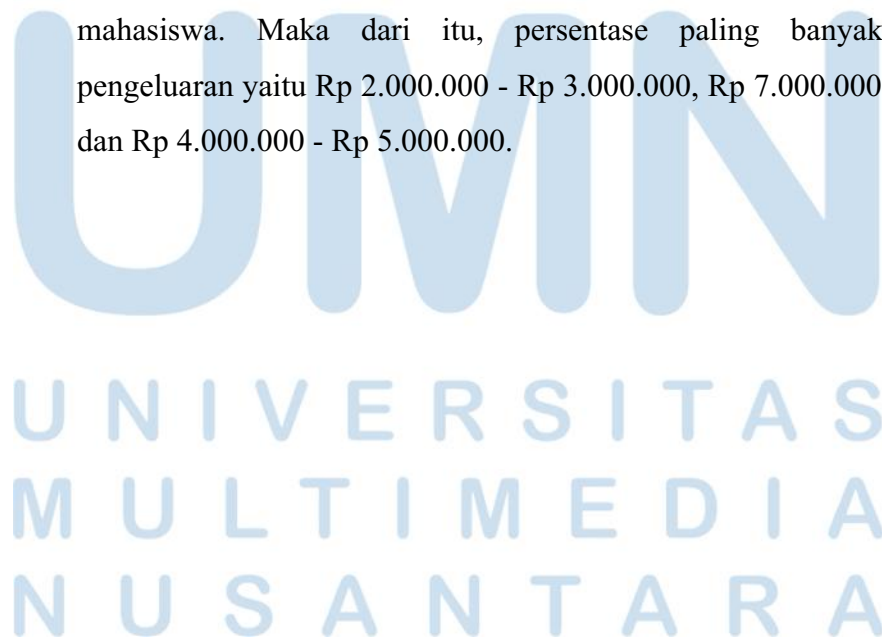 mahasiswa. Maka dari itu, persentase paling banyak
pengeluaran yaitu Rp 2.000.000 - Rp 3.000.000, Rp 7.000.000
dan Rp 4.000.000 - Rp 5.000.000.
UMN
UNIVERSITAS
MULTIMEDIA
NUSANTARA